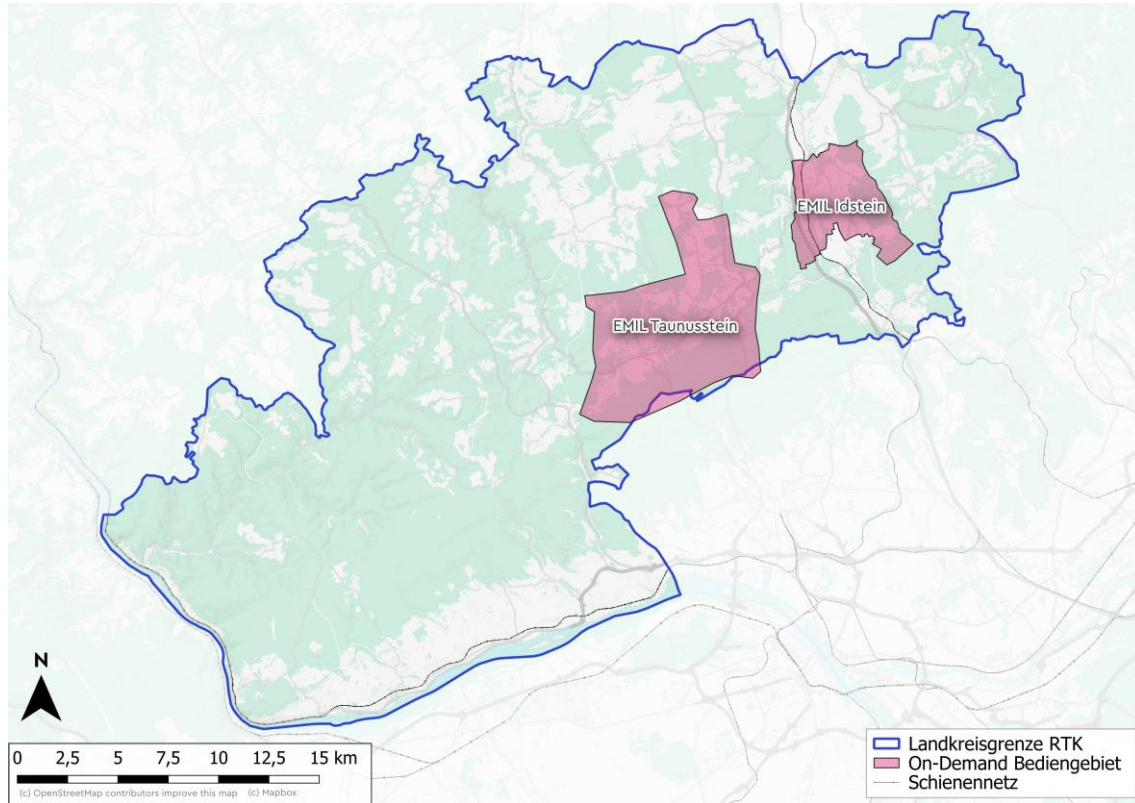 EMIL Idstein
EMIL Taunusstein
N
0 2,5 5 7,5 10 12,5 15 km
(c) OpenStreetMap contributors improve this map (c) Mapbox
Landkreisgrenze RTK
On-Demand Bediengebiet
Schienennetz